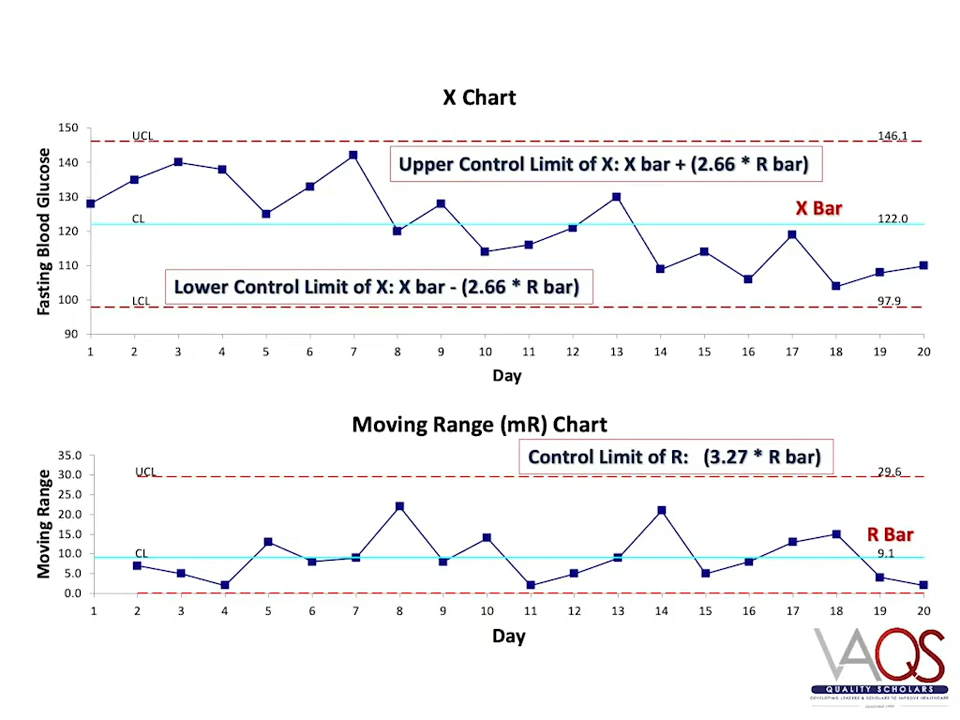 X Chart
150
140
130
120
110
100
90
Fasting Blood Glucose
UCL
146.1
Upper Control Limit of X: X bar + (2.66 * R bar)
X Bar
CL
122.0
Lower Control Limit of X: X bar - (2.66 * R bar)
LCL
97.9
1 2 3 4 5 6 7 8 9 10 11 12 13 14 15 16 17 18 19 20
Day
Moving Range (mR) Chart
35.0
30.0
25.0
20.0
15.0
10.0
5.0
0.0
Moving Range
Control Limit of R: (3.27 * R bar)
UCL
29.6
R Bar
CL
9.1
1 2 3 4 5 6 7 8 9 10 11 12 13 14 15 16 17 18 19 20
Day
VAQS
QUALITY SCHOLARS
DEVELOPING LEADERS & SCHOLARS TO IMPROVE HEALTHCARE